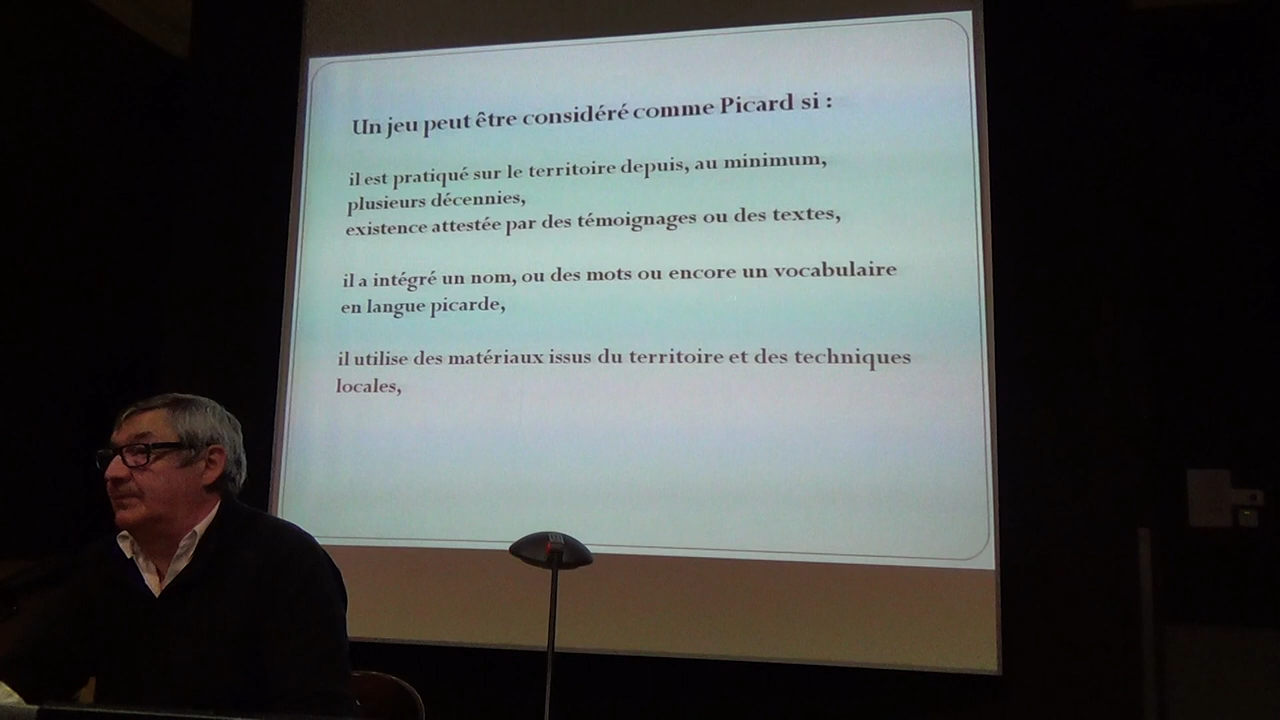 Un jeu peut être considéré comme Picard si :
il est pratiqué sur le territoire depuis, au minimum,
plusieurs décennies,
existence attestée par des témoignages ou des textes,
il a intégré un nom, ou des mots ou encore un vocabulaire
en langue picarde,
il utilise des matériaux issus du territoire et des techniques
locales,